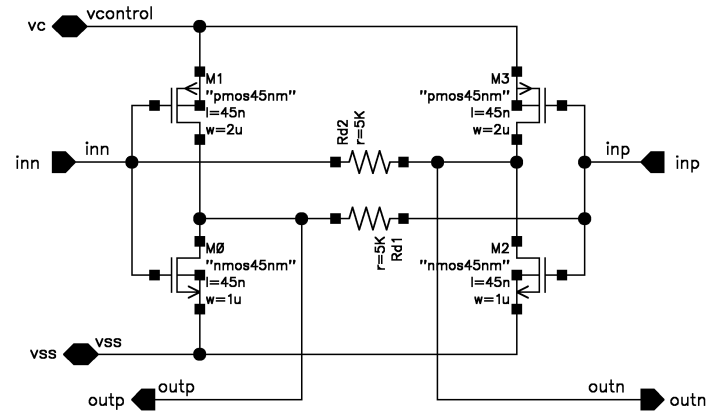 vcontrol
vc
M1
"pmos45nm"
l=45n
w=2u
M3
"pmos45nm"
l=45n
w=2u
Rd2
r=5K
inn
inn
inp
inp
M0
"nmos45nm"
l=45n
w=1u
r=5K
Rd1
M2
"nmos45nm"
l=45n
w=1u
vss
vss
outp
outp
outn
outn